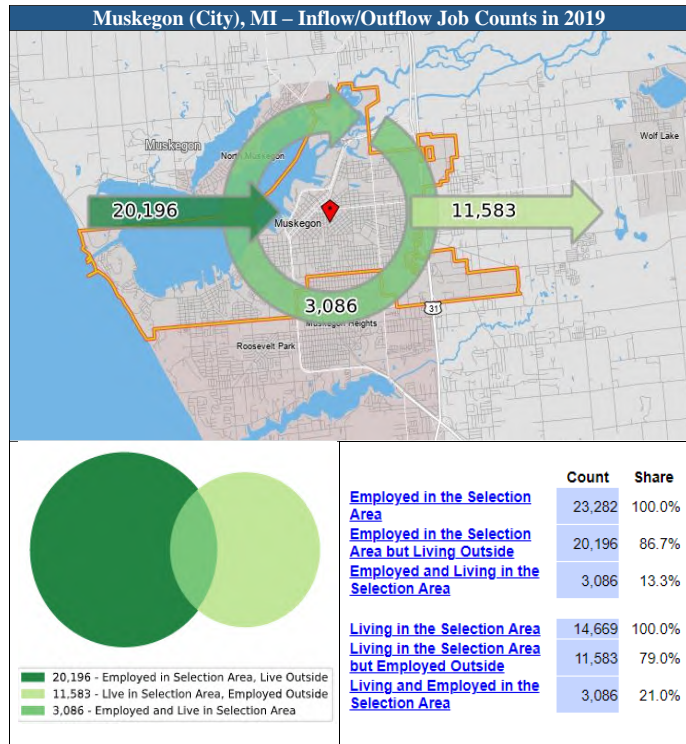 Muskegon (City), MI – Inflow/Outflow Job Counts in 2019
Muskegon
North Muskegon
Wolf Lake
20,196
11,583
Muskegon
3,086
31
Muskegon Heights
Roosevelt Park
20,196 - Employed in Selection Area, Live Outside
11,583 - Live in Selection Area, Employed Outside
3,086 - Employed and Live in Selection Area
Count Share
Employed in the Selection
Area 23,282 100.0%
Employed in the Selection
Area but Living Outside 20,196 86.7%
Employed and Living in the
Selection Area 3,086 13.3%
Living in the Selection Area 14,669 100.0%
Living in the Selection Area
but Employed Outside 11,583 79.0%
Living and Employed in the
Selection Area 3,086 21.0%